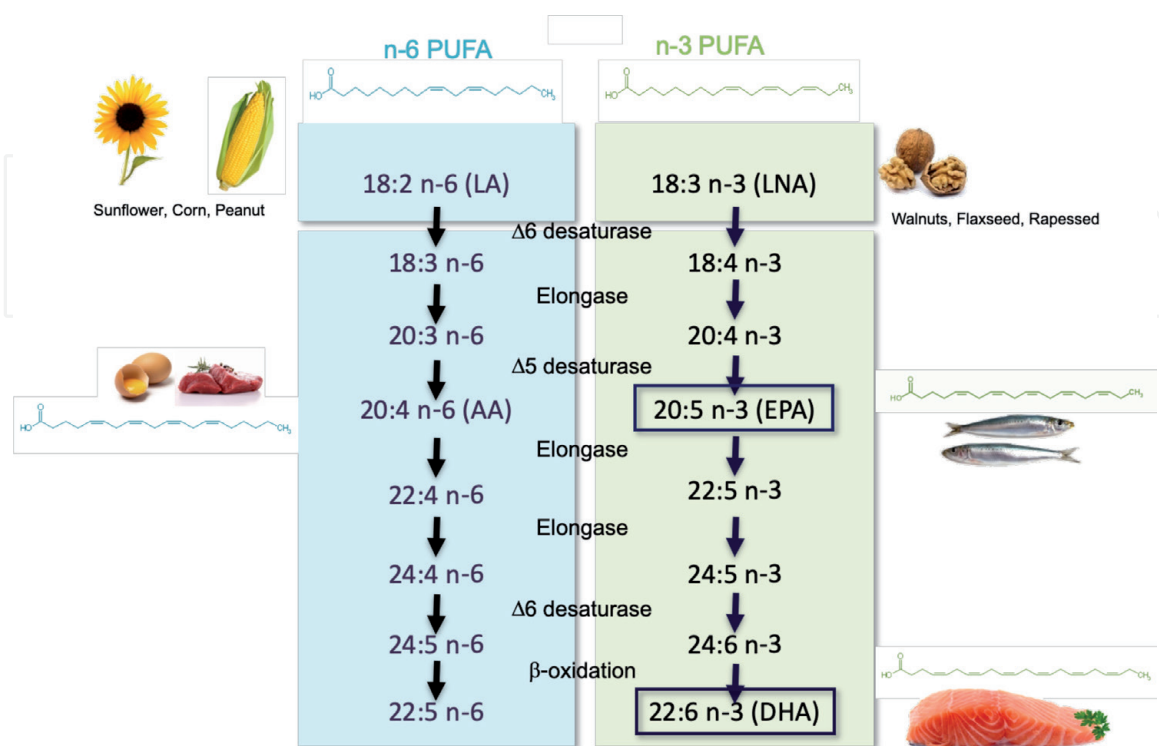 n-6 PUFA
n-3 PUFA
O
HO
CH3
O
HO
CH3
18:2 n-6 (LA)
18:3 n-3 (LNA)
Sunflower, Corn, Peanut
Walnuts, Flaxseed, Rapessed
Δ6 desaturase
18:3 n-6
18:4 n-3
Elongase
20:3 n-6
20:4 n-3
Δ5 desaturase
O
HO
CH3
20:4 n-6 (AA)
20:5 n-3 (EPA)
O
HO
CH3
Elongase
22:4 n-6
22:5 n-3
Elongase
24:4 n-6
24:5 n-3
Δ6 desaturase
24:5 n-6
24:6 n-3
β-oxidation
O
HO
CH3
22:5 n-6
22:6 n-3 (DHA)